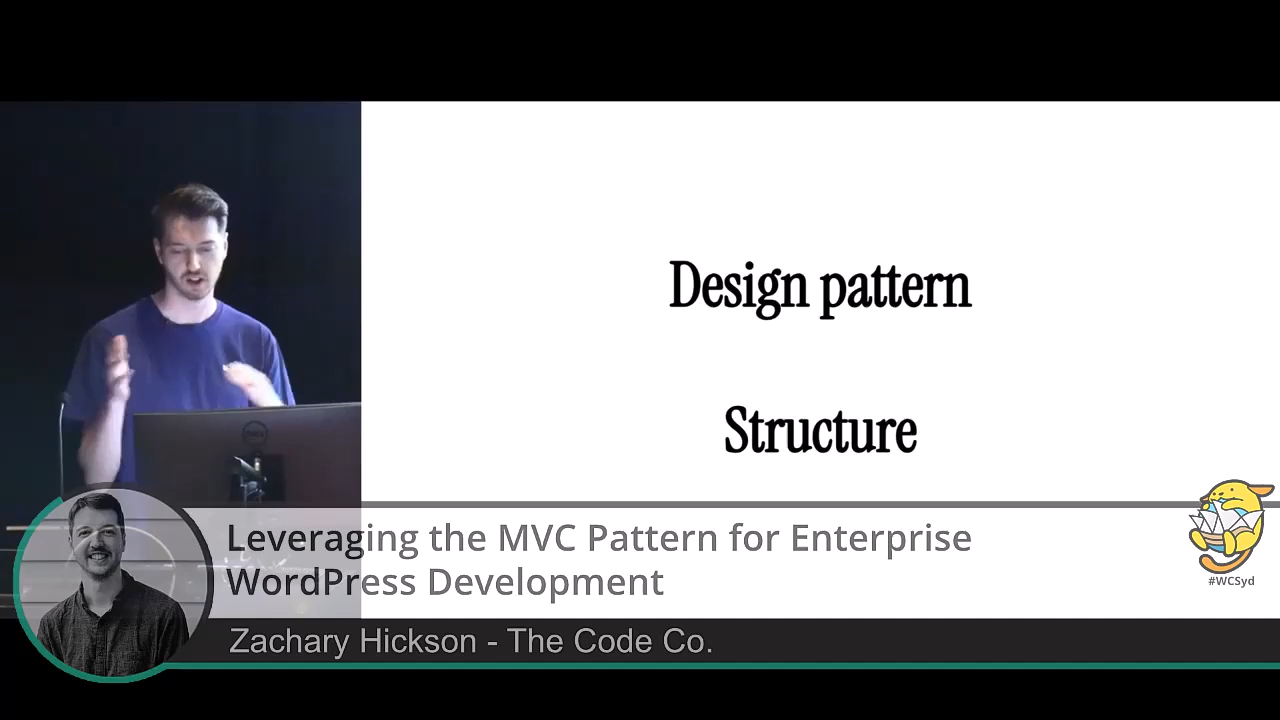 Design pattern
Structure
Leveraging the MVC Pattern for Enterprise
WordPress Development
#WCSyd
Zachary Hickson - The Code Co.